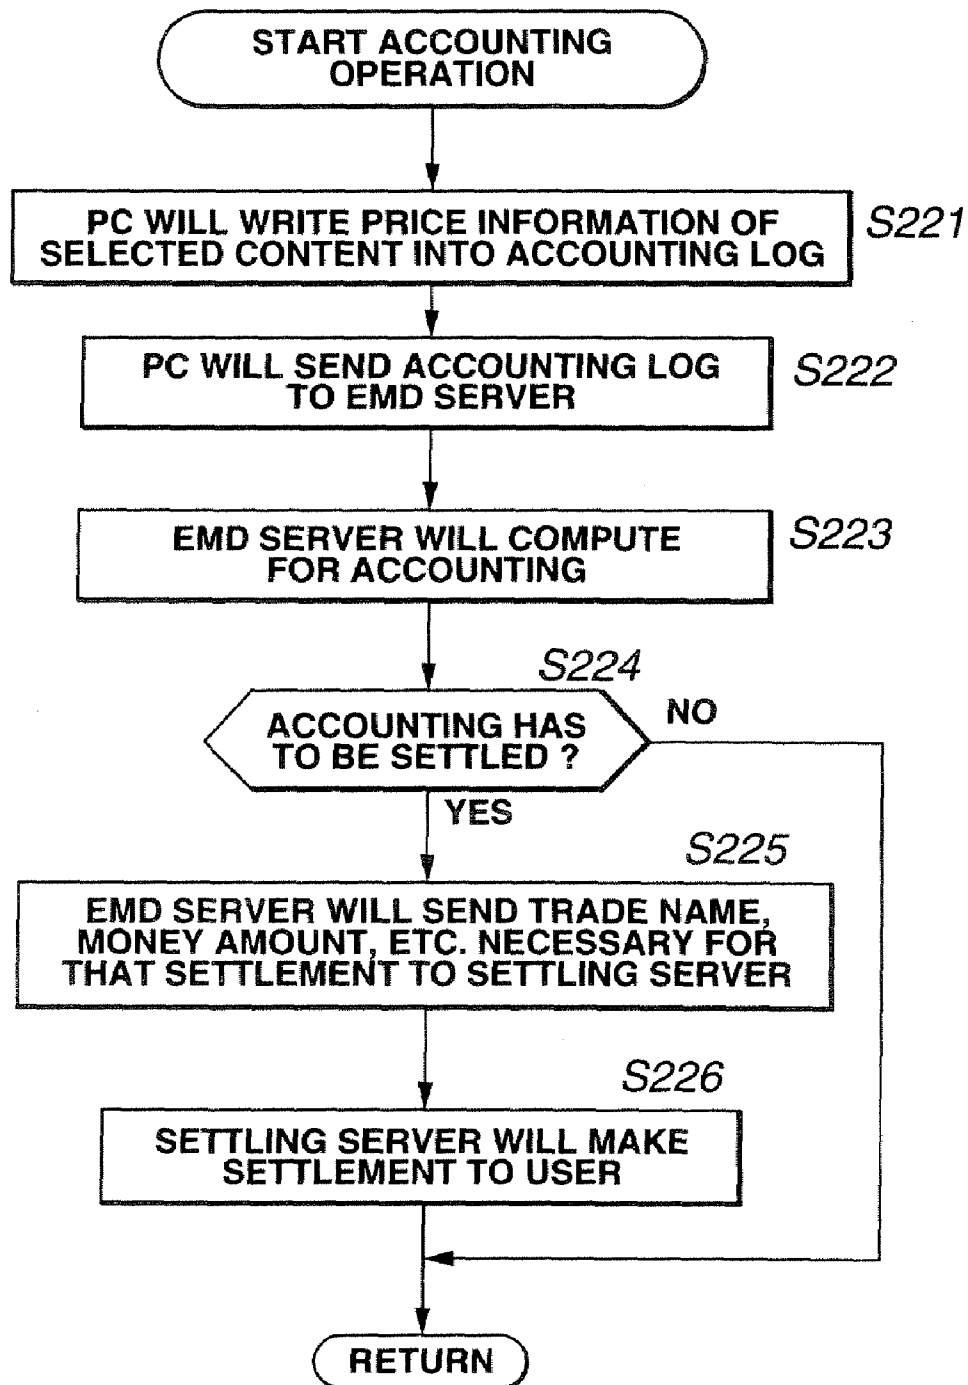 START ACCOUNTING
OPERATION
PC WILL WRITE PRICE INFORMATION OF
SELECTED CONTENT INTO ACCOUNTING LOG
S221
PC WILL SEND ACCOUNTING LOG
TO EMD SERVER
S222
EMD SERVER WILL COMPUTE
FOR ACCOUNTING
S223
S224
ACCOUNTING HAS
TO BE SETTLED ?
NO
YES
S225
EMD SERVER WILL SEND TRADE NAME,
MONEY AMOUNT, ETC. NECESSARY FOR
THAT SETTLEMENT TO SETTLING SERVER
S226
SETTLING SERVER WILL MAKE
SETTLEMENT TO USER
RETURN